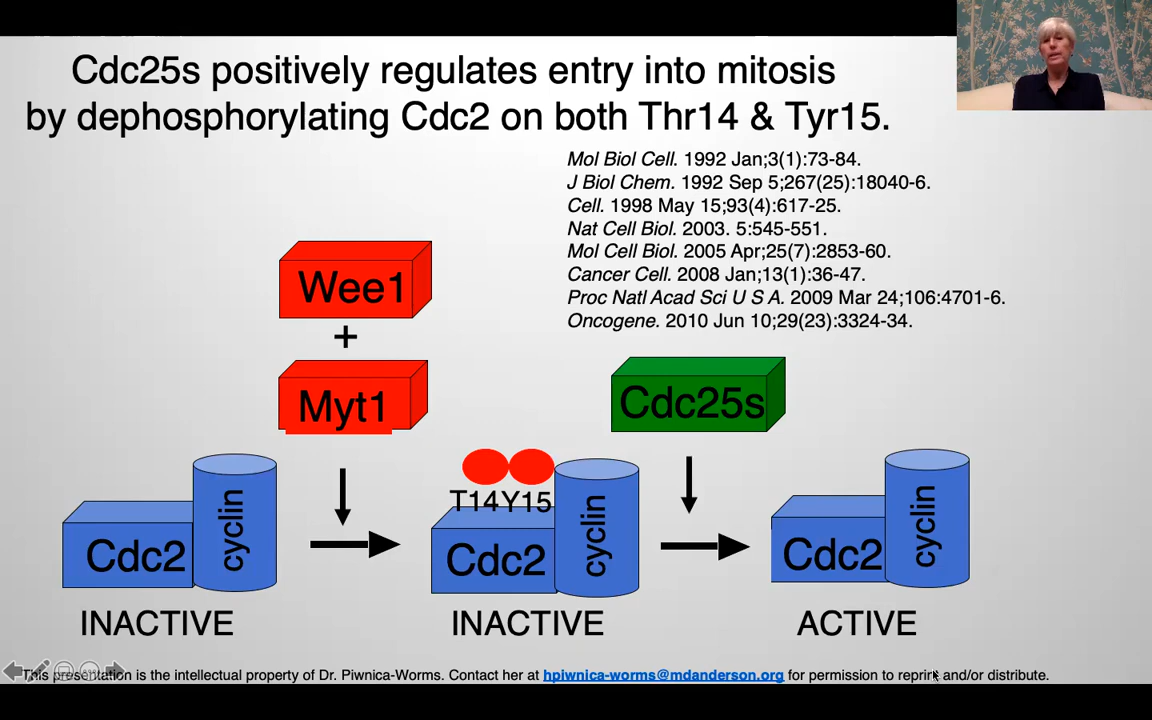 Cdc25s positively regulates entry into mitosis
by dephosphorylating Cdc2 on both Thr14 & Tyr15.
Mol Biol Cell. 1992 Jan;3(1):73-84.
J Biol Chem. 1992 Sep 5;267(25):18040-6.
Cell. 1998 May 15;93(4):617-25.
Nat Cell Biol. 2003. 5:545-551.
Mol Cell Biol. 2005 Apr;25(7):2853-60.
Cancer Cell. 2008 Jan;13(1):36-47.
Proc Natl Acad Sci U S A. 2009 Mar 24;106:4701-6.
Oncogene. 2010 Jun 10;29(23):3324-34.
Wee1
+
Myt1
Cdc25s
T14 Y15
Cdc2
cyclin
Cdc2
cyclin
Cdc2
cyclin
INACTIVE
INACTIVE
ACTIVE
This presentation is the intellectual property of Dr. Piwnica-Worms. Contact her at hpiwnica-worms@mdanderson.org for permission to reprint and/or distribute.